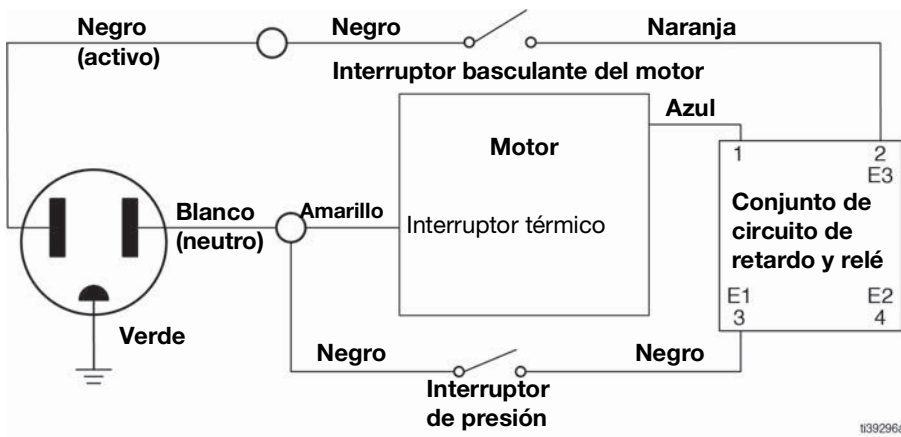 Negro
(activo)
Negro
Naranja
Interruptor basculante del motor
Azul
Motor
1
2
E3
Conjunto de
circuito de
retardo y relé
Blanco
(neutro)
Amarillo
Interruptor térmico
E1
E2
3
4
Verde
Negro
Negro
Interruptor
de presión
ti39296a